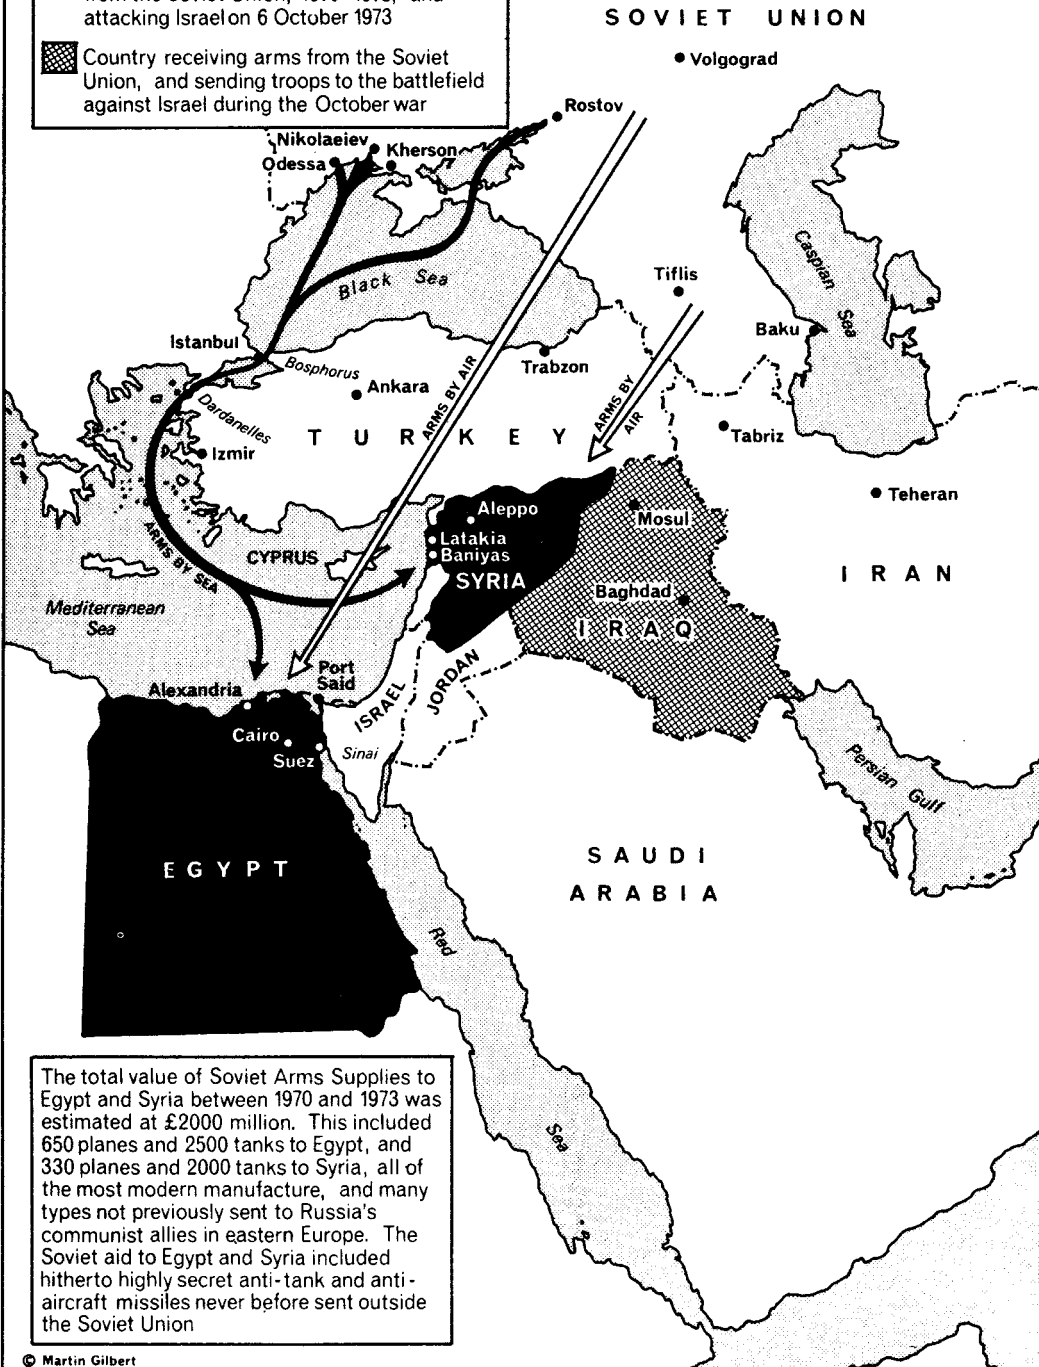 attacking Israel on 6 October 1973
Country receiving arms from the Soviet
Union, and sending troops to the battlefield
against Israel during the October war
SOVIET UNION
Volgograd
Rostov
Nikolaeiev
Odessa
Kherson
Caspian Sea
Black Sea
Tiflis
Baku
Istanbul
Bosphorus
Trabzon
Ankara
ARMS BY AIR
ARMS BY
AIR
Dardanelles
TURKEY
Tabriz
Izmir
Teheran
Aleppo
Mosul
ARMS BY SEA
CYPRUS
Latakia
Baniyas
SYRIA
IRAN
Baghdad
IRAQ
Mediterranean
Sea
Port
Said
Alexandria
ISRAEL
JORDAN
Cairo
Suez
Sinai
Persian Gulf
EGYPT
SAUDI
ARABIA
Red Sea
The total value of Soviet Arms Supplies to
Egypt and Syria between 1970 and 1973 was
estimated at £2000 million. This included
650 planes and 2500 tanks to Egypt, and
330 planes and 2000 tanks to Syria, all of
the most modern manufacture, and many
types not previously sent to Russia's
communist allies in eastern Europe. The
Soviet aid to Egypt and Syria included
hitherto highly secret anti-tank and anti-
aircraft missiles never before sent outside
the Soviet Union
© Martin Gilbert